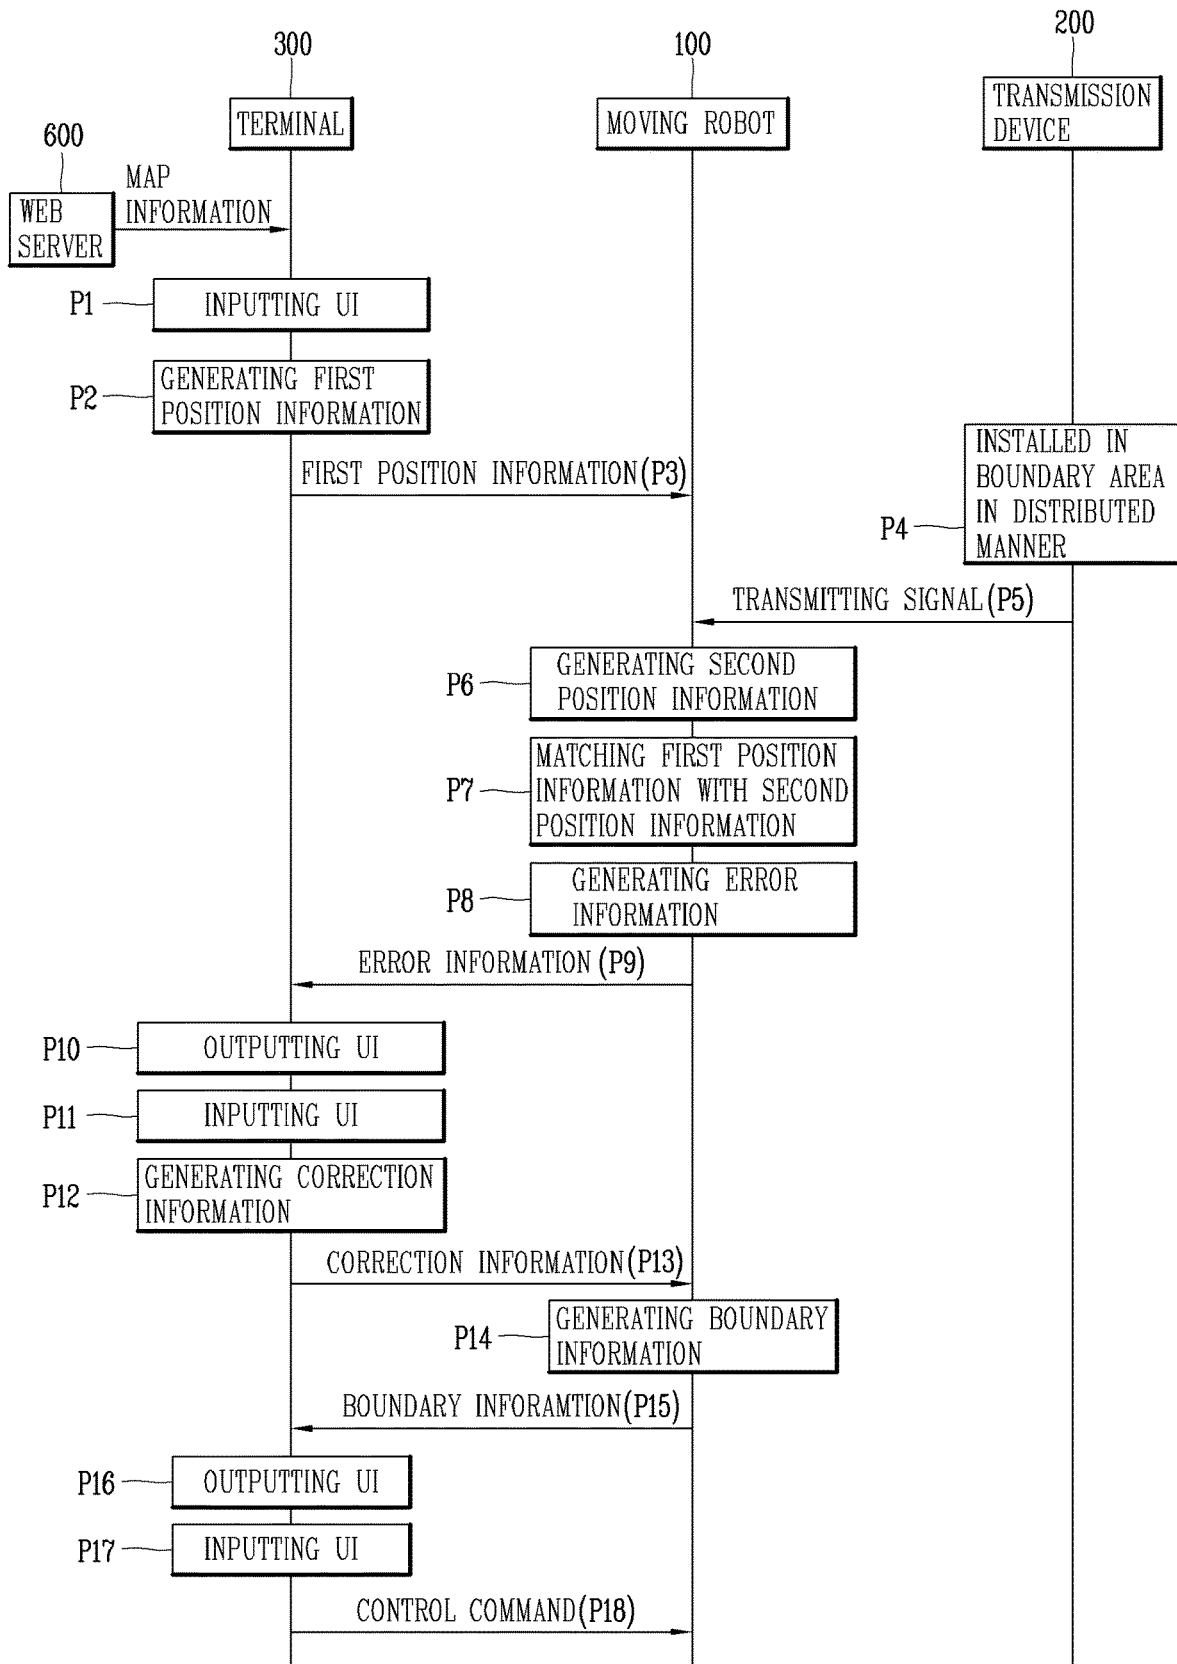 300
100
200
TERMINAL
MOVING ROBOT
TRANSMISSION
DEVICE
600
WEB
SERVER
MAP
INFORMATION
P1
INPUTTING UI
P2
GENERATING FIRST
POSITION INFORMATION
FIRST POSITION INFORMATION(P3)
P4
INSTALLED IN
BOUNDARY AREA
IN DISTRIBUTED
MANNER
TRANSMITTING SIGNAL(P5)
P6
GENERATING SECOND
POSITION INFORMATION
P7
MATCHING FIRST POSITION
INFORMATION WITH SECOND
POSITION INFORMATION
P8
GENERATING ERROR
INFORMATION
ERROR INFORMATION(P9)
P10
OUTPUTTING UI
P11
INPUTTING UI
P12
GENERATING CORRECTION
INFORMATION
CORRECTION INFORMATION(P13)
P14
GENERATING BOUNDARY
INFORMATION
BOUNDARY INFORAMTION(P15)
P16
OUTPUTTING UI
P17
INPUTTING UI
CONTROL COMMAND(P18)